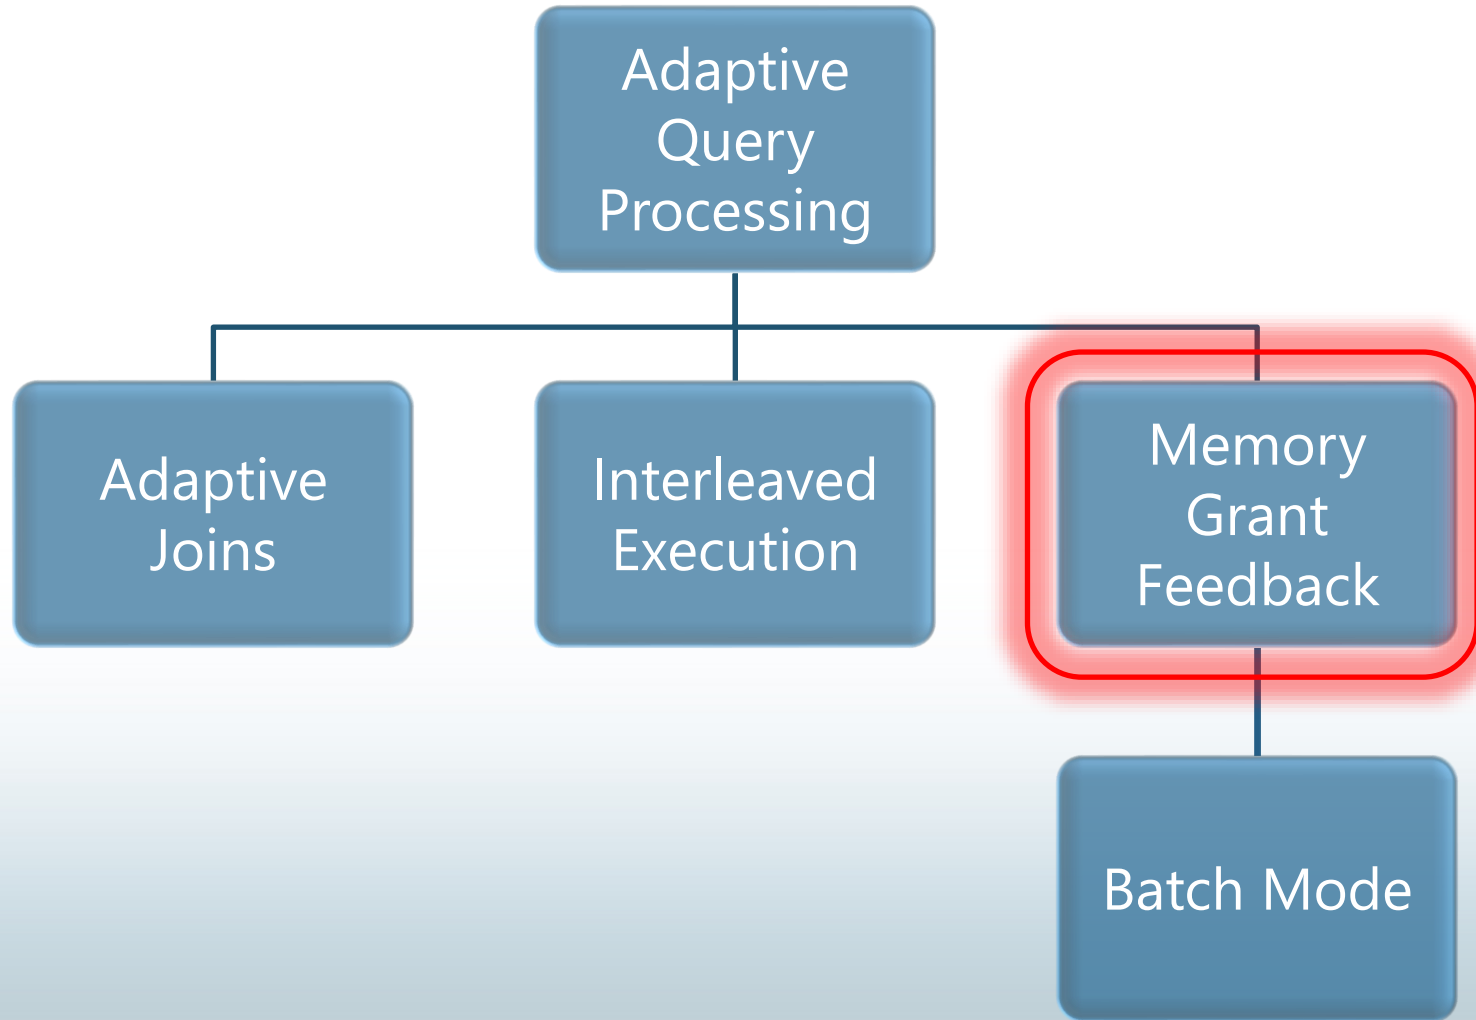 Adaptive
Query
Processing
Adaptive
Joins
Interleaved
Execution
Memory
Grant
Feedback
Batch Mode